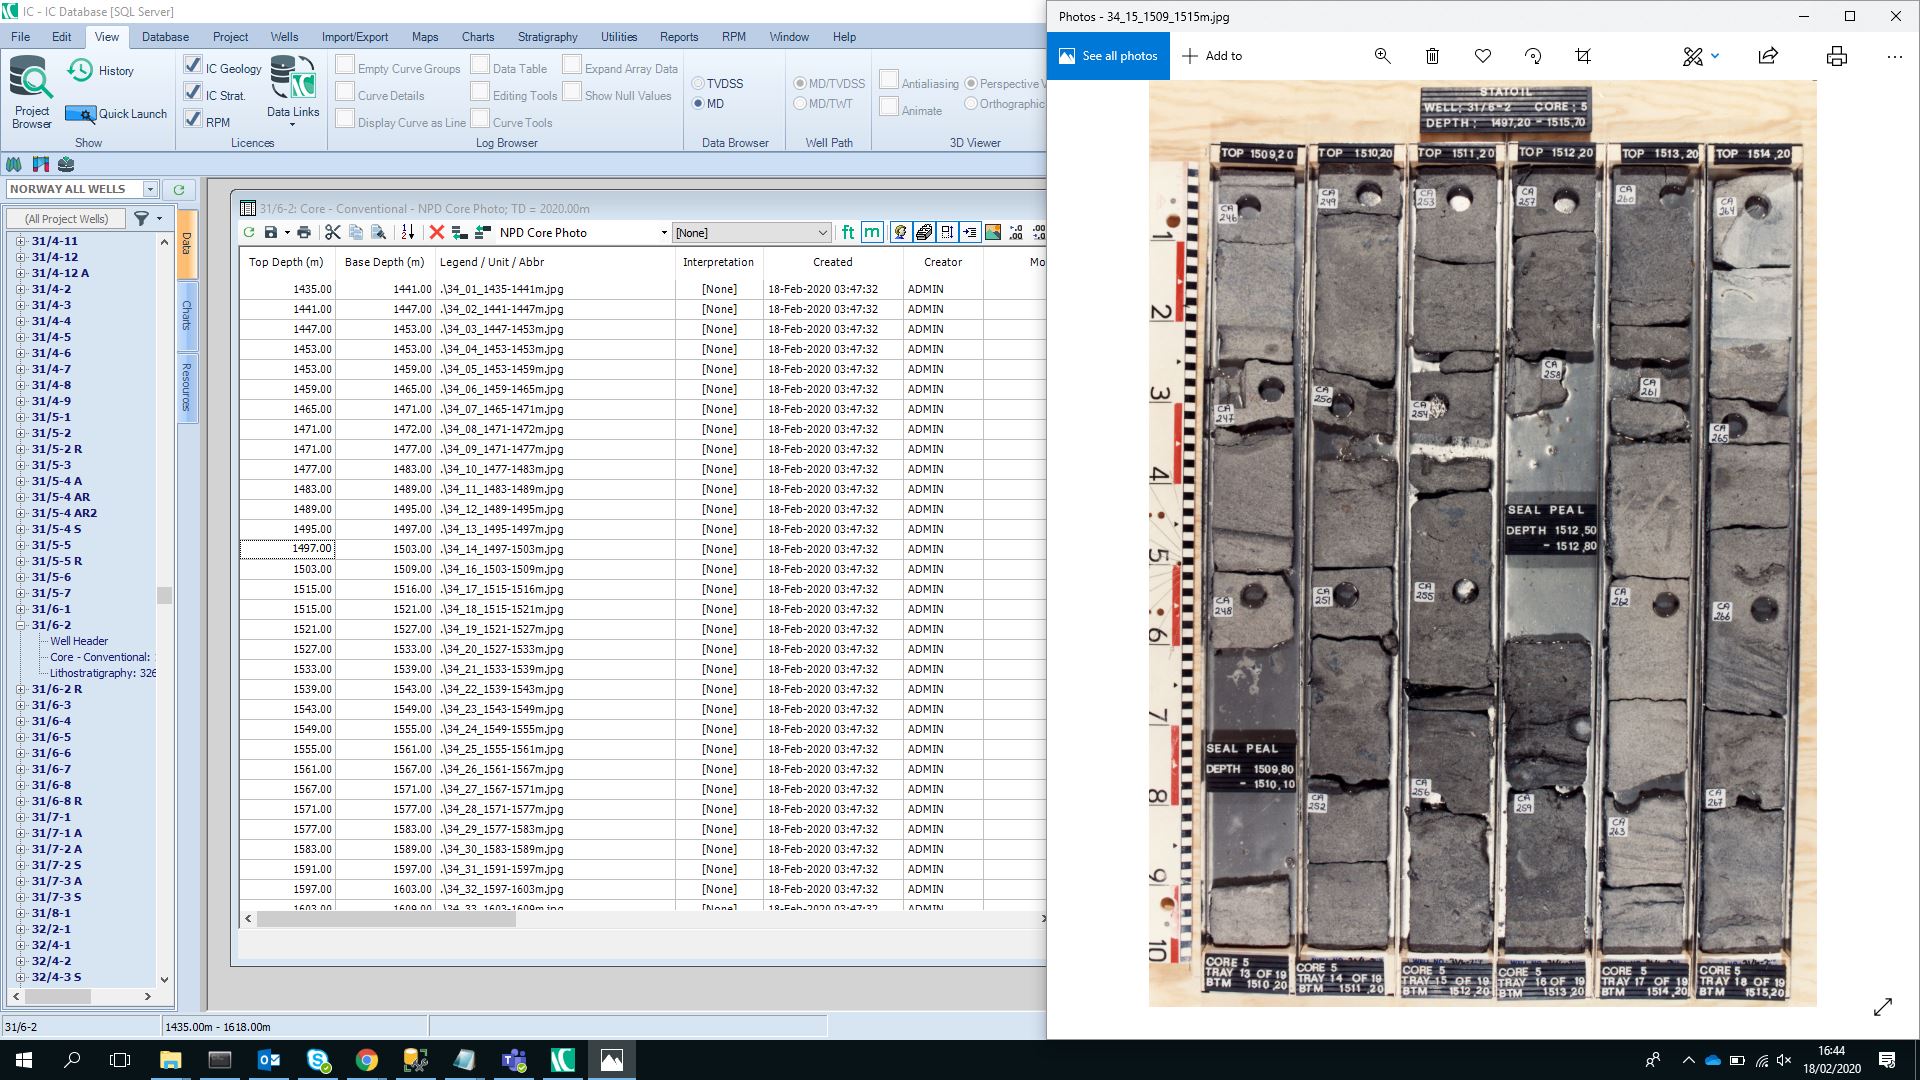 IC - IC Database [SQL Server]
File Edit View Database Project Wells Import/Export Maps Charts Stratigraphy Utilities Reports RPM Window Help
Project Browser
History
Quick Launch
Show
IC Geology
IC Strat.
RPM
Licences
Data Links
Empty Curve Groups
Curve Details
Display Curve as Line
Data Table
Editing Tools
Curve Tools
Expand Array Data
Show Null Values
Log Browser
TVDSS
MD
Data Browser
MD/TVDSS
MD/TWT
Well Path
Antialiasing
Animate
Perspective V
Orthographic
3D Viewer
NORWAY ALL WELLS
(All Project Wells)
31/4-11
31/4-12
31/4-12 A
31/4-2
31/4-3
31/4-4
31/4-5
31/4-6
31/4-7
31/4-8
31/4-9
31/5-1
31/5-2
31/5-2 R
31/5-3
31/5-4 A
31/5-4 AR
31/5-4 AR2
31/5-4 S
31/5-5
31/5-5 R
31/5-6
31/5-7
31/6-1
31/6-2
Well Header
Core - Conventional:
Lithostratigraphy: 326
31/6-2 R
31/6-3
31/6-4
31/6-5
31/6-6
31/6-7
31/6-8
31/6-8 R
31/7-1
31/7-1 A
31/7-2 A
31/7-2 S
31/7-3 A
31/7-3 S
31/8-1
32/2-1
32/4-1
32/4-2
32/4-3 S
Data
Charts
Resources
31/6-2: Core - Conventional - NPD Core Photo; TD = 2020.00m
NPD Core Photo
[None]
ft m
Top Depth (m) Base Depth (m) Legend / Unit / Abbr Interpretation Created Creator Mo
1435.00 1441.00 .\34_01_1435-1441m.jpg [None] 18-Feb-2020 03:47:32 ADMIN
1441.00 1447.00 .\34_02_1441-1447m.jpg [None] 18-Feb-2020 03:47:32 ADMIN
1447.00 1453.00 .\34_03_1447-1453m.jpg [None] 18-Feb-2020 03:47:32 ADMIN
1453.00 1453.00 .\34_04_1453-1453m.jpg [None] 18-Feb-2020 03:47:32 ADMIN
1453.00 1459.00 .\34_05_1453-1459m.jpg [None] 18-Feb-2020 03:47:32 ADMIN
1459.00 1465.00 .\34_06_1459-1465m.jpg [None] 18-Feb-2020 03:47:32 ADMIN
1465.00 1471.00 .\34_07_1465-1471m.jpg [None] 18-Feb-2020 03:47:32 ADMIN
1471.00 1472.00 .\34_08_1471-1472m.jpg [None] 18-Feb-2020 03:47:32 ADMIN
1471.00 1477.00 .\34_09_1471-1477m.jpg [None] 18-Feb-2020 03:47:32 ADMIN
1477.00 1483.00 .\34_10_1477-1483m.jpg [None] 18-Feb-2020 03:47:32 ADMIN
1483.00 1489.00 .\34_11_1483-1489m.jpg [None] 18-Feb-2020 03:47:32 ADMIN
1489.00 1495.00 .\34_12_1489-1495m.jpg [None] 18-Feb-2020 03:47:32 ADMIN
1495.00 1497.00 .\34_13_1495-1497m.jpg [None] 18-Feb-2020 03:47:32 ADMIN
1497.00 1503.00 .\34_14_1497-1503m.jpg [None] 18-Feb-2020 03:47:32 ADMIN
1503.00 1509.00 .\34_16_1503-1509m.jpg [None] 18-Feb-2020 03:47:32 ADMIN
1515.00 1516.00 .\34_17_1515-1516m.jpg [None] 18-Feb-2020 03:47:32 ADMIN
1515.00 1521.00 .\34_18_1515-1521m.jpg [None] 18-Feb-2020 03:47:32 ADMIN
1521.00 1527.00 .\34_19_1521-1527m.jpg [None] 18-Feb-2020 03:47:32 ADMIN
1527.00 1533.00 .\34_20_1527-1533m.jpg [None] 18-Feb-2020 03:47:32 ADMIN
1533.00 1539.00 .\34_21_1533-1539m.jpg [None] 18-Feb-2020 03:47:32 ADMIN
1539.00 1543.00 .\34_22_1539-1543m.jpg [None] 18-Feb-2020 03:47:32 ADMIN
1543.00 1549.00 .\34_23_1543-1549m.jpg [None] 18-Feb-2020 03:47:32 ADMIN
1549.00 1555.00 .\34_24_1549-1555m.jpg [None] 18-Feb-2020 03:47:32 ADMIN
1555.00 1561.00 .\34_25_1555-1561m.jpg [None] 18-Feb-2020 03:47:32 ADMIN
1561.00 1567.00 .\34_26_1561-1567m.jpg [None] 18-Feb-2020 03:47:32 ADMIN
1567.00 1571.00 .\34_27_1567-1571m.jpg [None] 18-Feb-2020 03:47:32 ADMIN
1571.00 1577.00 .\34_28_1571-1577m.jpg [None] 18-Feb-2020 03:47:32 ADMIN
1577.00 1583.00 .\34_29_1577-1583m.jpg [None] 18-Feb-2020 03:47:32 ADMIN
1583.00 1589.00 .\34_30_1583-1589m.jpg [None] 18-Feb-2020 03:47:32 ADMIN
1591.00 1597.00 .\34_31_1591-1597m.jpg [None] 18-Feb-2020 03:47:32 ADMIN
1597.00 1603.00 .\34_32_1597-1603m.jpg [None] 18-Feb-2020 03:47:32 ADMIN
1603.00 1609.00 .\34_33_1603-1609m.jpg [None] 18-Feb-2020 03:47:32 ADMIN
31/6-2 1435.00m - 1618.00m
Photos - 34_15_1509_1515m.jpg
See all photos
Add to
STATOIL
WELL; 31/6-2 CORE; 5
DEPTH; 1497,20 - 1515,70
TOP 1509,20 TOP 1510,20 TOP 1511,20 TOP 1512,20 TOP 1513,20 TOP 1514,20
1
2
3
4
5
6
7
8
9
10
CA 246
CA 249
CA 253
CA 257
CA 260
CA 264
CA 247
CA 250
CA 254
CA 258
CA 261
CA 265
SEAL PEAL
DEPTH 1512,50
- 1512,80
CA 248
CA 251
CA 255
CA 262
CA 266
SEAL PEAL
DEPTH 1509,80
- 1510,10
CA 252
CA 256
CA 259
CA 263
CA 267
CORE 5
TRAY 13 OF 19
BTM 1510,20
CORE 5
TRAY 14 OF 19
BTM 1511,20
CORE 5
TRAY 15 OF 19
BTM 1512,20
CORE 5
TRAY 16 OF 19
BTM 1513,20
CORE 5
TRAY 17 OF 19
BTM 1514,20
CORE 5
TRAY 18 OF 19
BTM 1515,20
16:44
18/02/2020